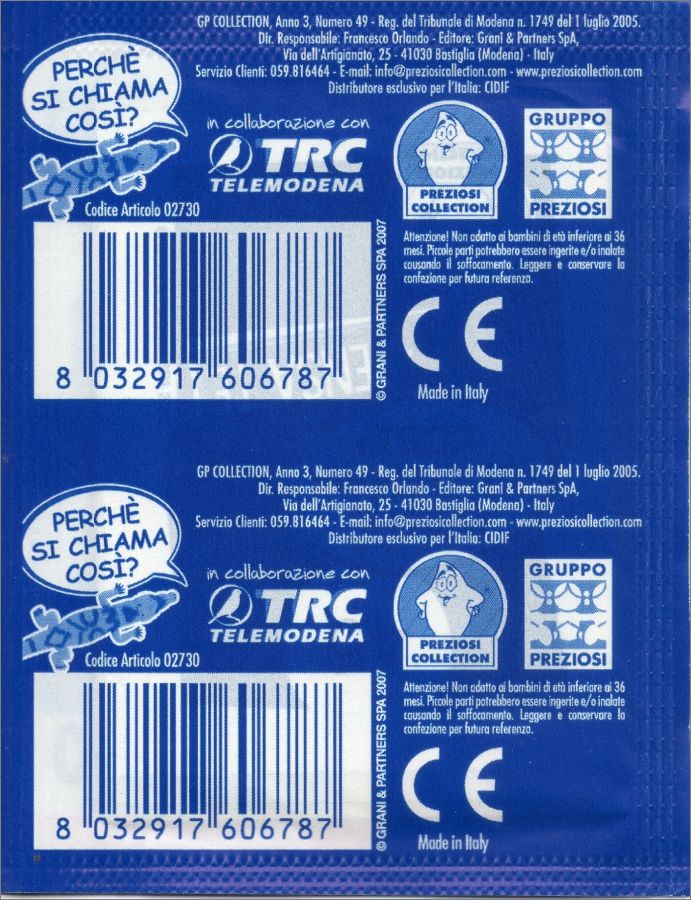 GP COLLECTION, Anno 3, Numero 49 - Reg. del Tribunale di Modena n. 1749 del 1 luglio 2005.
Dir. Responsabile: Francesco Orlando - Editore: Grani & Partners SpA,
Via dell'Artigianato, 25 - 41030 Bastiglia (Modena) - Italy
Servizio Clienti: 059.816464 - E-mail: info@preziosicollection.com - www.preziosicollection.com
Distributore esclusivo per l'Italia: CIDIF
PERCHÈ
SI CHIAMA
COSÌ?
in collaborazione con
TRC
TELEMODENA
PREZIOSI
COLLECTION
GRUPPO
PREZIOSI
Codice Articolo 02730
8 032917 606787
© GRANI & PARTNERS SPA 2007
Attenzione! Non adatto ai bambini di età inferiore ai 36
mesi. Piccole parti potrebbero essere ingerite e/o inalate
causando il soffocamento. Leggere e conservare la
confezione per futura referenza.
CE
Made in Italy
GP COLLECTION, Anno 3, Numero 49 - Reg. del Tribunale di Modena n. 1749 del 1 luglio 2005.
Dir. Responsabile: Francesco Orlando - Editore: Grani & Partners SpA,
Via dell'Artigianato, 25 - 41030 Bastiglia (Modena) - Italy
Servizio Clienti: 059.816464 - E-mail: info@preziosicollection.com - www.preziosicollection.com
Distributore esclusivo per l'Italia: CIDIF
PERCHÈ
SI CHIAMA
COSÌ?
in collaborazione con
TRC
TELEMODENA
PREZIOSI
COLLECTION
GRUPPO
PREZIOSI
Codice Articolo 02730
8 032917 606787
© GRANI & PARTNERS SPA 2007
Attenzione! Non adatto ai bambini di età inferiore ai 36
mesi. Piccole parti potrebbero essere ingerite e/o inalate
causando il soffocamento. Leggere e conservare la
confezione per futura referenza.
CE
Made in Italy